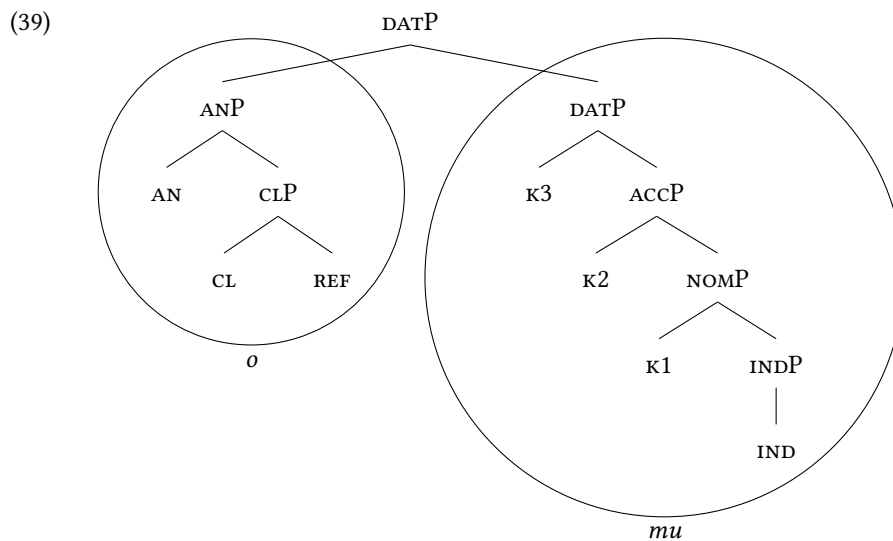 (39) DATP
ANP DATP
AN CLP K3 ACCP
CL REF K2 NOMP
o K1 INDP
IND
mu